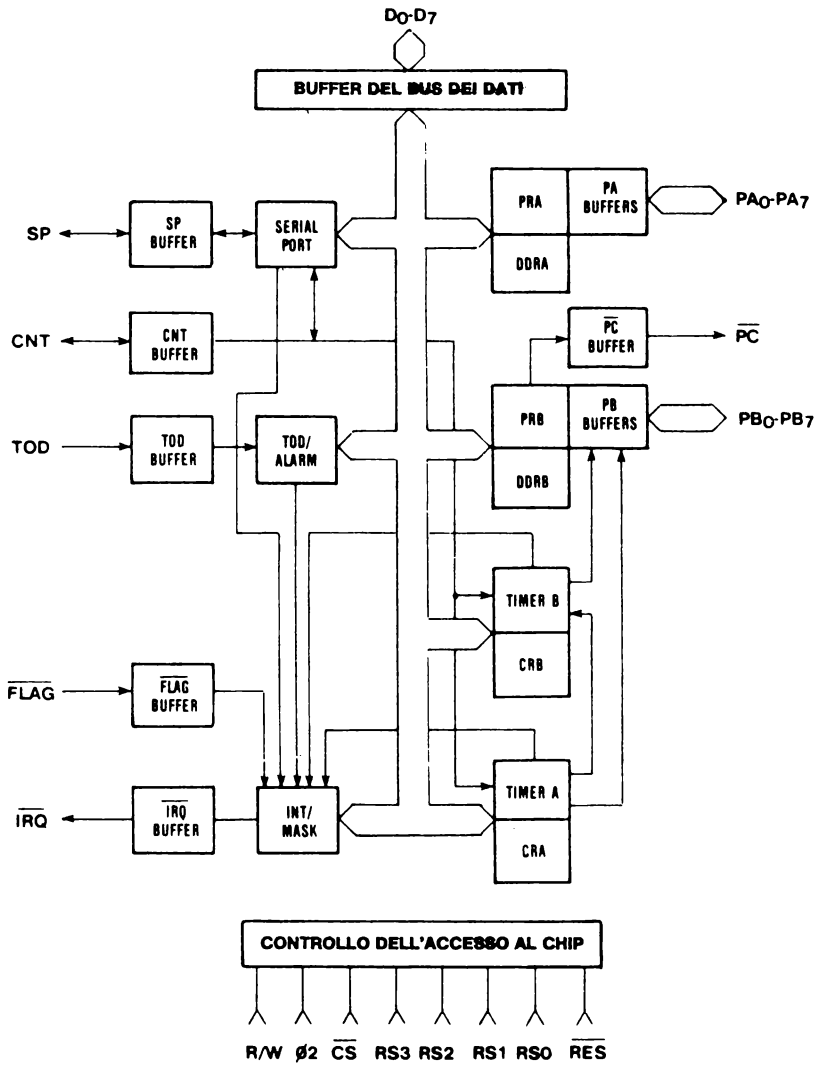 D0-D7
BUFFER DEL BUS DEI DATI
SP
SP
BUFFER
SERIAL
PORT
PRA
PA
BUFFERS
PA0-PA7
DDRA
CNT
CNT
BUFFER
PC
BUFFER
PC
TOD
TOD
BUFFER
TOD/
ALARM
PRB
PB
BUFFERS
PB0-PB7
DDRB
TIMER B
CRB
FLAG
FLAG
BUFFER
IRQ
IRQ
BUFFER
INT/
MASK
TIMER A
CRA
CONTROLLO DELL'ACCESSO AL CHIP
R/W Ø2 CS RS3 RS2 RS1 RS0 RES